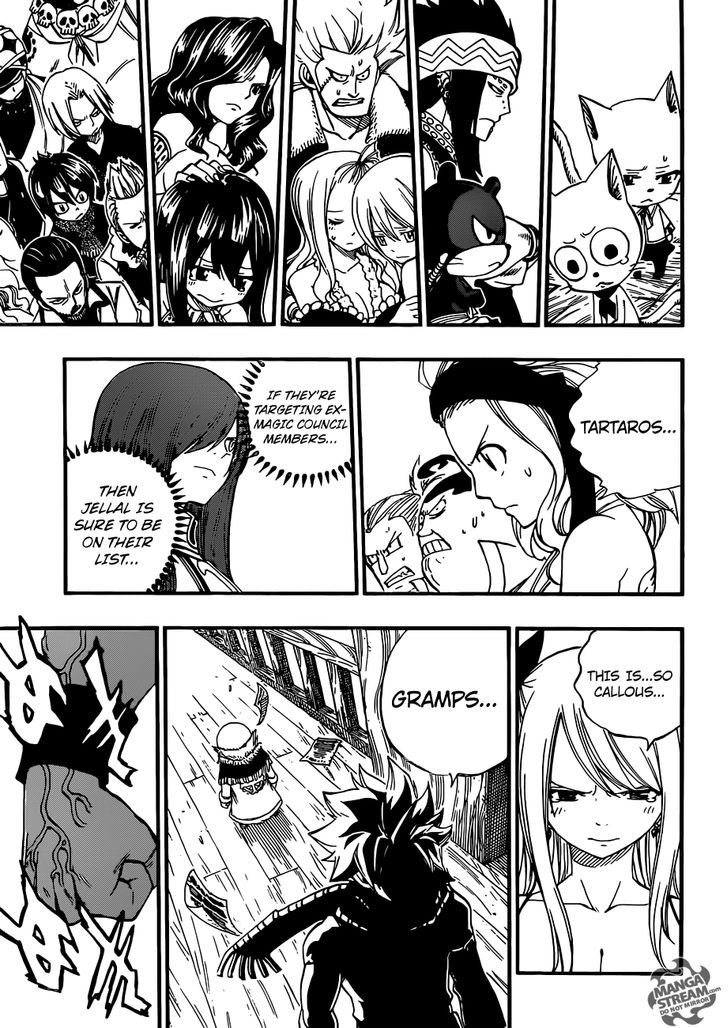 TARTAROS...
IF THEY'RE
TARGETING EX-
MAGIC COUNCIL
MEMBERS...
THEN
JELLAL IS
SURE TO BE
ON THEIR
LIST...
THIS IS...SO
CALLOUS...
GRAMPS...
MANGA
STREAM.com
DO NOT MIRROR